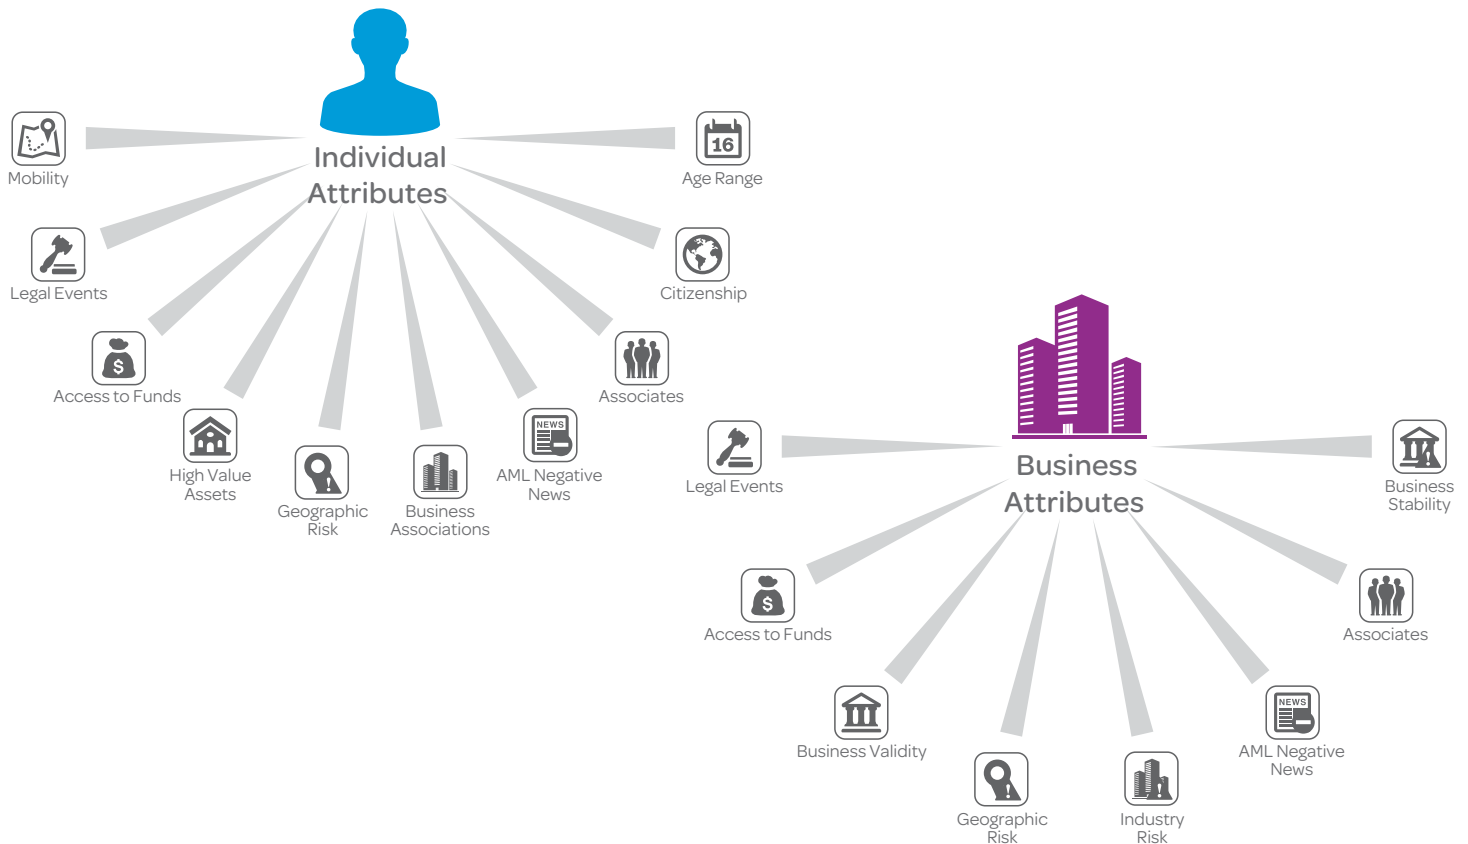 Individual
Attributes
Mobility
Legal Events
Access to Funds
High Value
Assets
Geographic
Risk
Business
Associations
NEWS
AML Negative
News
Associates
Citizenship
16
Age Range
$
Business
Attributes
Legal Events
Access to Funds
$
Business Validity
Geographic
Risk
Industry
Risk
NEWS
AML Negative
News
Associates
Business
Stability